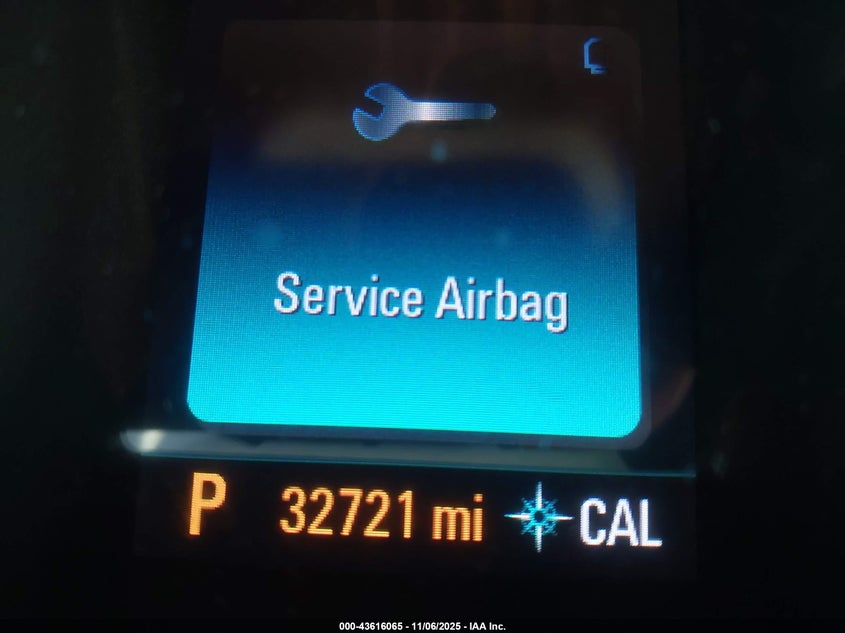 Service Airbag
P 32721 mi CAL
000-43616065 - 11/06/2025 - IAA Inc.